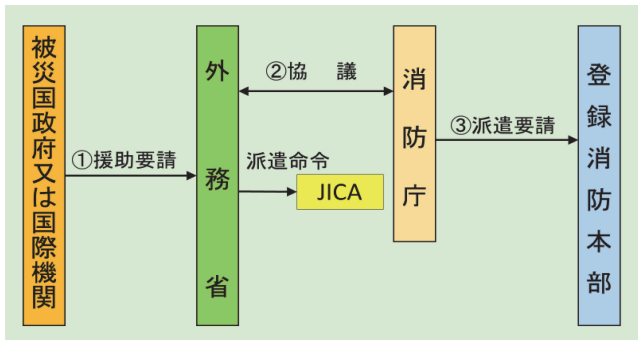 被災国政府又は国際機関
①援助要請
外務省
②協議
派遣命令
JICA
消防庁
③派遣要請
登録消防本部